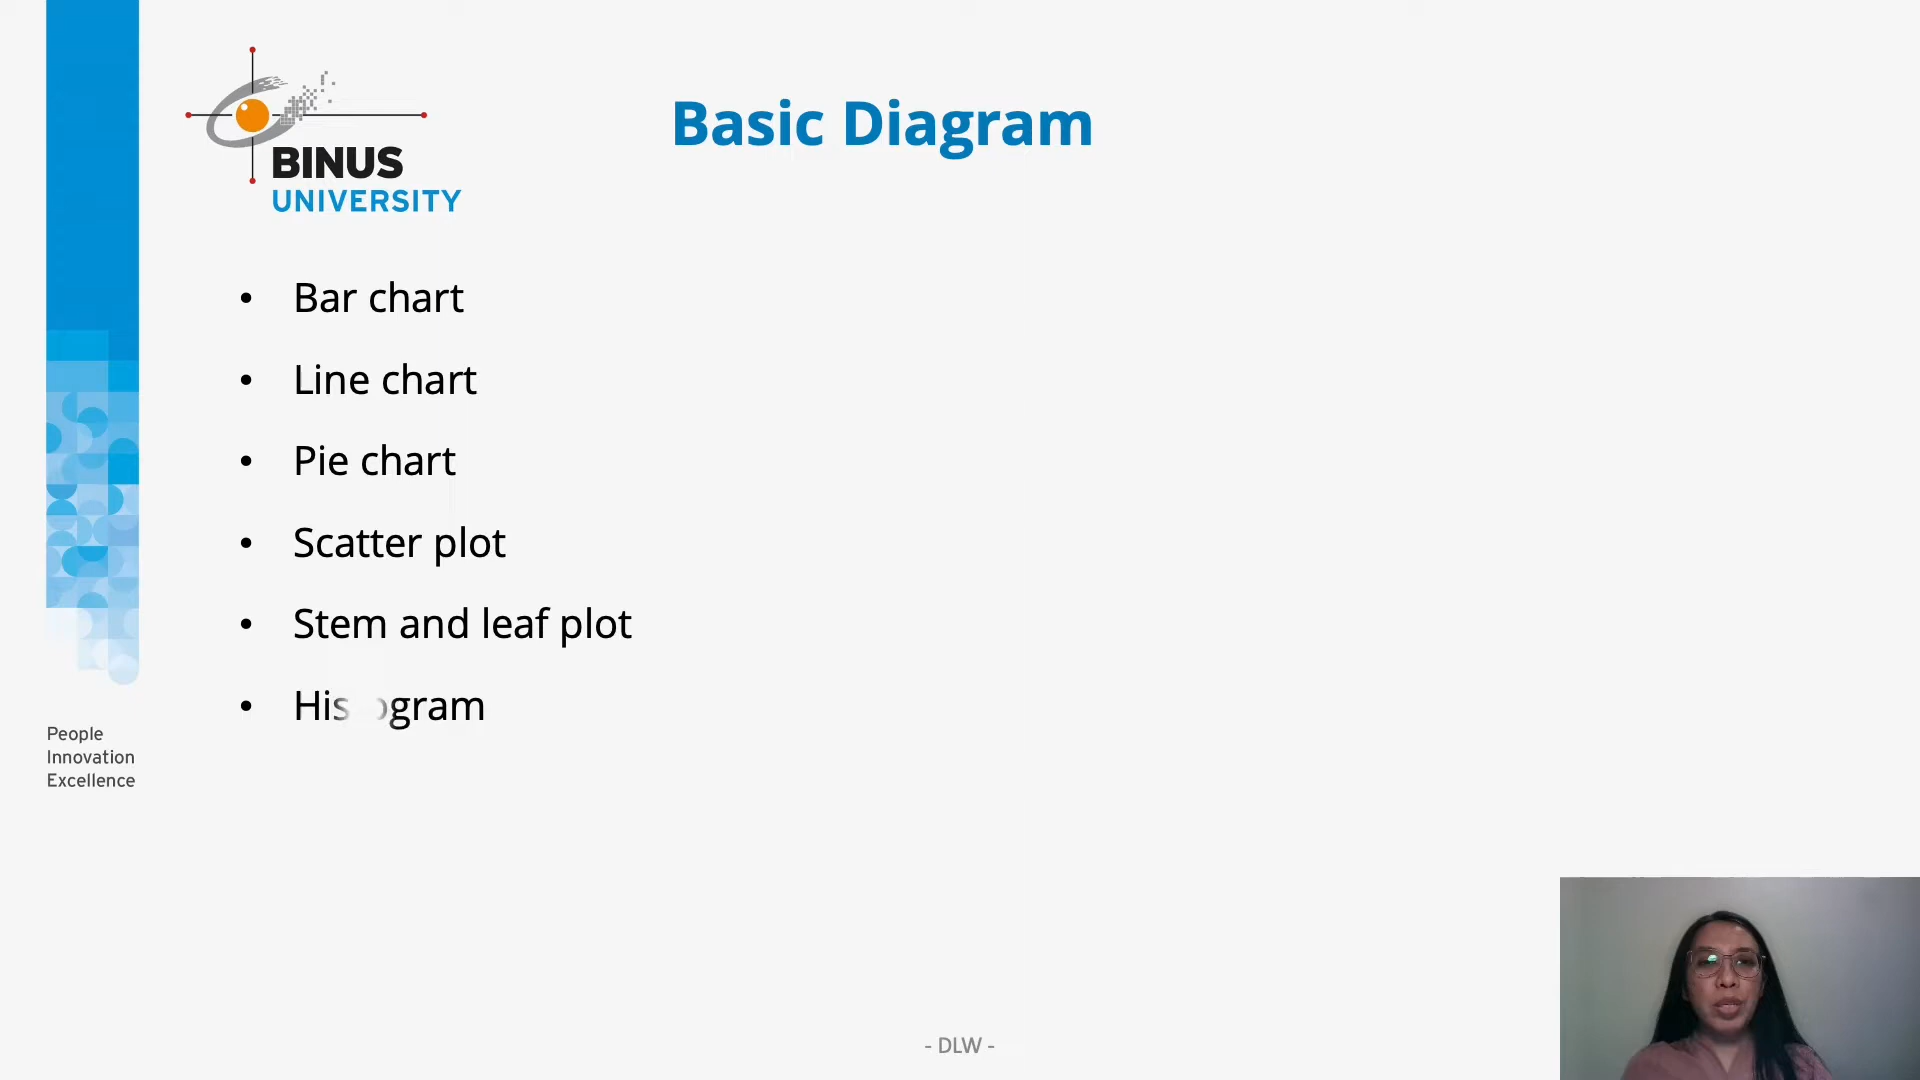 BINUS
UNIVERSITY
Basic Diagram
• Bar chart
• Line chart
• Pie chart
• Scatter plot
• Stem and leaf plot
• Histogram
People
Innovation
Excellence
- DLW -